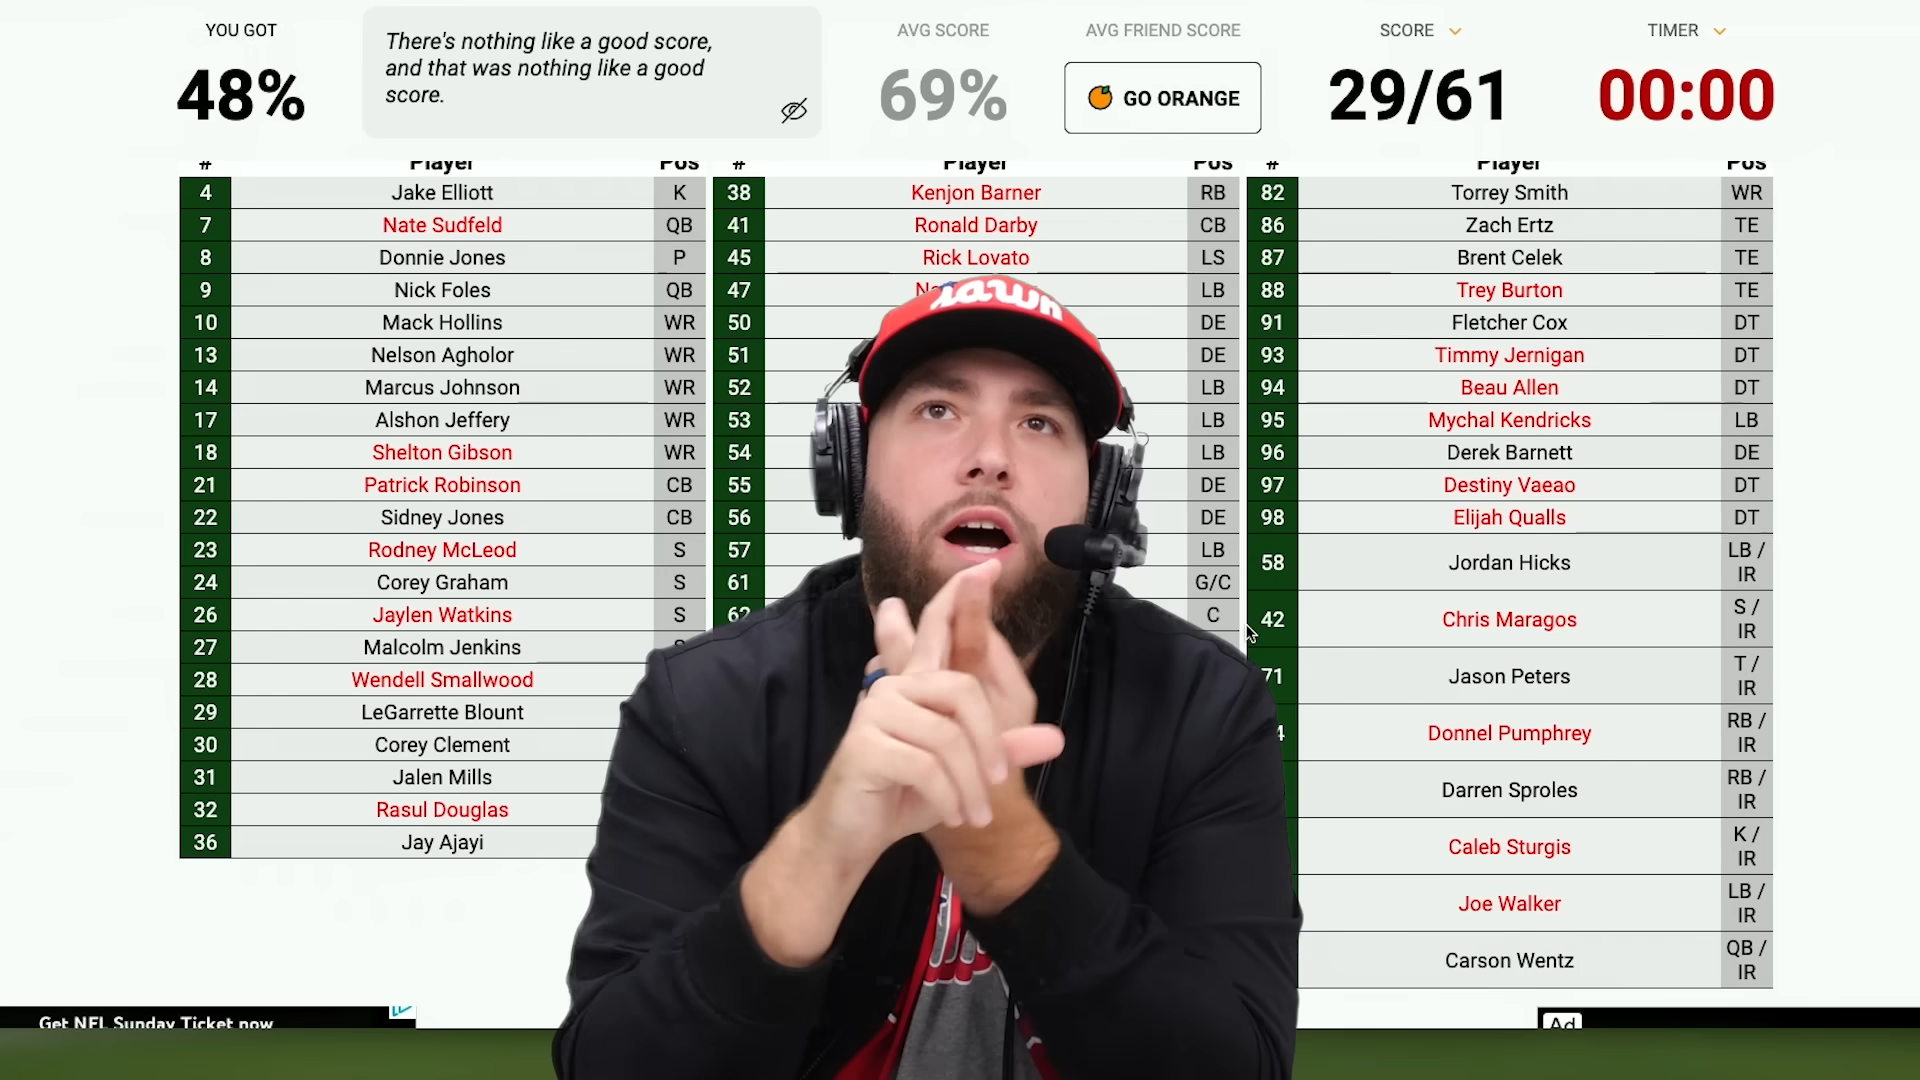 YOU GOT
48%
There's nothing like a good score,
and that was nothing like a good
score.
AVG SCORE
69%
AVG FRIEND SCORE
GO ORANGE
SCORE
29/61
TIMER
00:00
# Player Pos
4 Jake Elliott K
7 Nate Sudfeld QB
8 Donnie Jones P
9 Nick Foles QB
10 Mack Hollins WR
13 Nelson Agholor WR
14 Marcus Johnson WR
17 Alshon Jeffery WR
18 Shelton Gibson WR
21 Patrick Robinson CB
22 Sidney Jones CB
23 Rodney McLeod S
24 Corey Graham S
26 Jaylen Watkins S
27 Malcolm Jenkins S
28 Wendell Smallwood
29 LeGarrette Blount
30 Corey Clement
31 Jalen Mills
32 Rasul Douglas
36 Jay Ajayi
# Player Pos
38 Kenjon Barner RB
41 Ronald Darby CB
45 Rick Lovato LS
47 LB
50 DE
51 DE
52 LB
53 LB
54 LB
55 DE
56 DE
57 LB
61 G/C
62 C
# Player Pos
82 Torrey Smith WR
86 Zach Ertz TE
87 Brent Celek TE
88 Trey Burton TE
91 Fletcher Cox DT
93 Timmy Jernigan DT
94 Beau Allen DT
95 Mychal Kendricks LB
96 Derek Barnett DE
97 Destiny Vaeao DT
98 Elijah Qualls DT
58 Jordan Hicks LB /
IR
42 Chris Maragos S /
IR
71 Jason Peters T /
IR
4 Donnel Pumphrey RB /
IR
Darren Sproles RB /
IR
Caleb Sturgis K /
IR
Joe Walker LB /
IR
Carson Wentz QB /
IR
Get NFL Sunday Ticket now
Ad